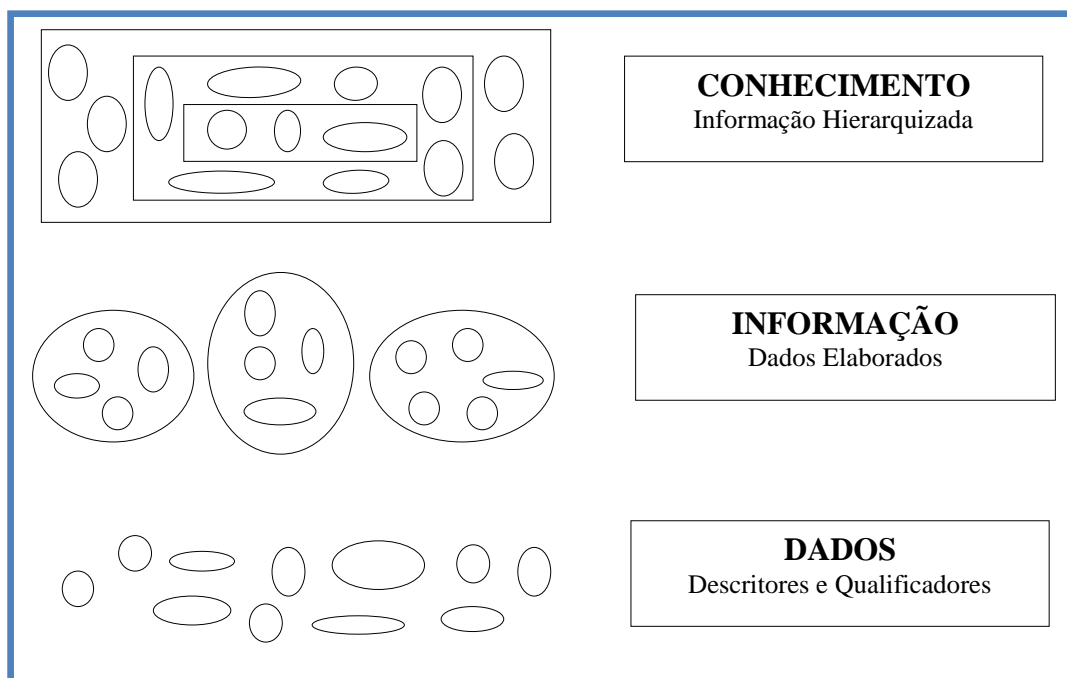 CONHECIMENTO
Informação Hierarquizada
INFORMAÇÃO
Dados Elaborados
DADOS
Descritores e Qualificadores